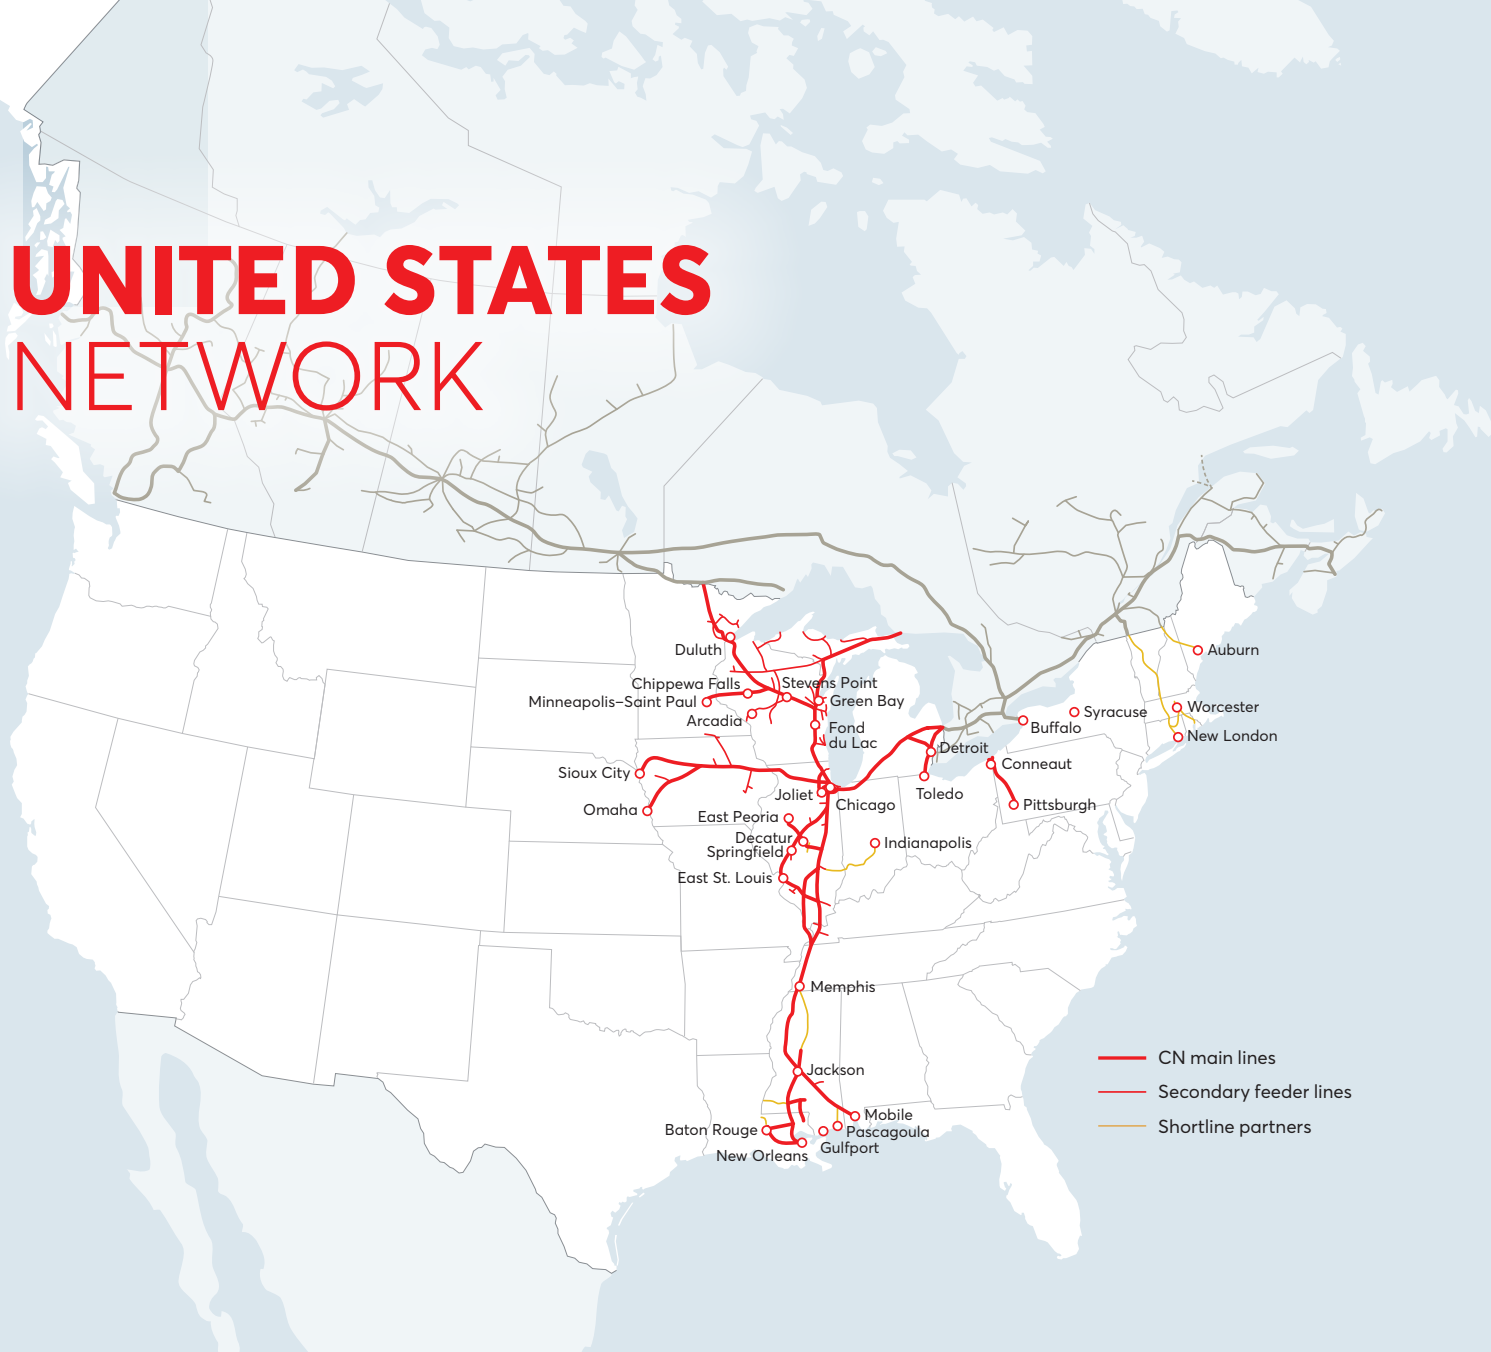 UNITED STATES
NETWORK
Duluth
Chippewa Falls
Stevens Point
Minneapolis–Saint Paul
Green Bay
Arcadia
Fond
du Lac
Auburn
Worcester
Syracuse
Buffalo
New London
Detroit
Conneaut
Sioux City
Joliet
Chicago
Toledo
Omaha
Pittsburgh
East Peoria
Decatur
Indianapolis
Springfield
East St. Louis
Memphis
CN main lines
Jackson
Secondary feeder lines
Mobile
Shortline partners
Baton Rouge
Pascagoula
Gulfport
New Orleans